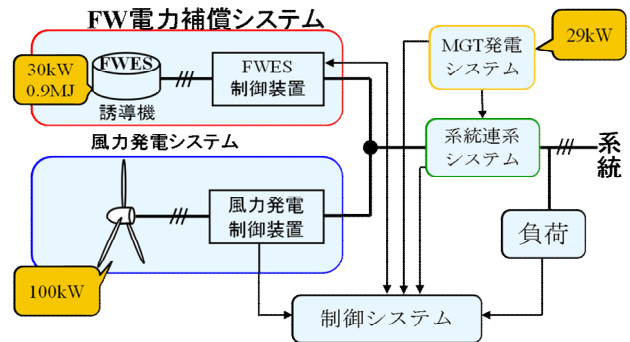 FW電力補償システム
30kW
0.9MJ
FWES
誘導機
FWES
制御装置
MGT発電
システム
29kW
風力発電システム
系統連系
システム
系統
風力発電
制御装置
負荷
100kW
制御システム